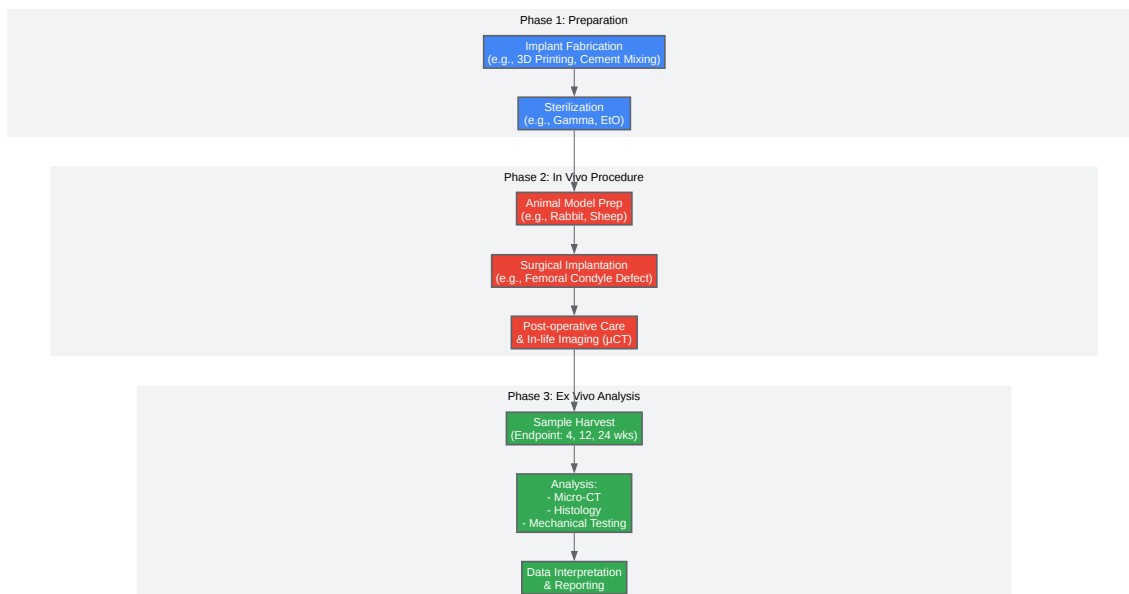 Phase 1: Preparation
Implant Fabrication
(e.g., 3D Printing, Cement Mixing)
Sterilization
(e.g., Gamma, EtO)
Phase 2: In Vivo Procedure
Animal Model Prep
(e.g., Rabbit, Sheep)
Surgical Implantation
(e.g., Femoral Condyle Defect)
Post-operative Care
& In-life Imaging (µCT)
Phase 3: Ex Vivo Analysis
Sample Harvest
(Endpoint: 4, 12, 24 wks)
Analysis:
- Micro-CT
- Histology
- Mechanical Testing
Data Interpretation
& Reporting